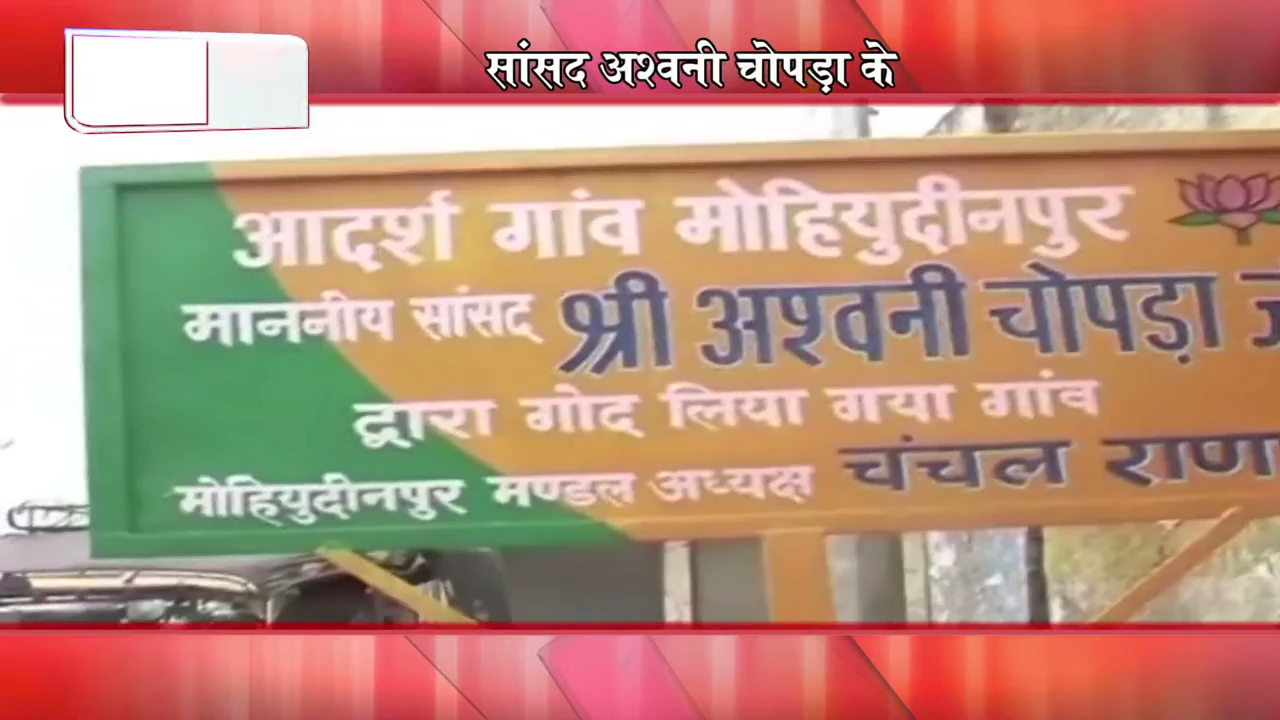 सांसद अश्वनी चोपड़ा के
आदर्श गांव मोहियुदीनपुर
माननीय सांसद श्री अश्वनी चोपड़ा
द्वारा गोद लिया गया गांव
मोहियुदीनपुर मण्डल अध्यक्ष चंचल